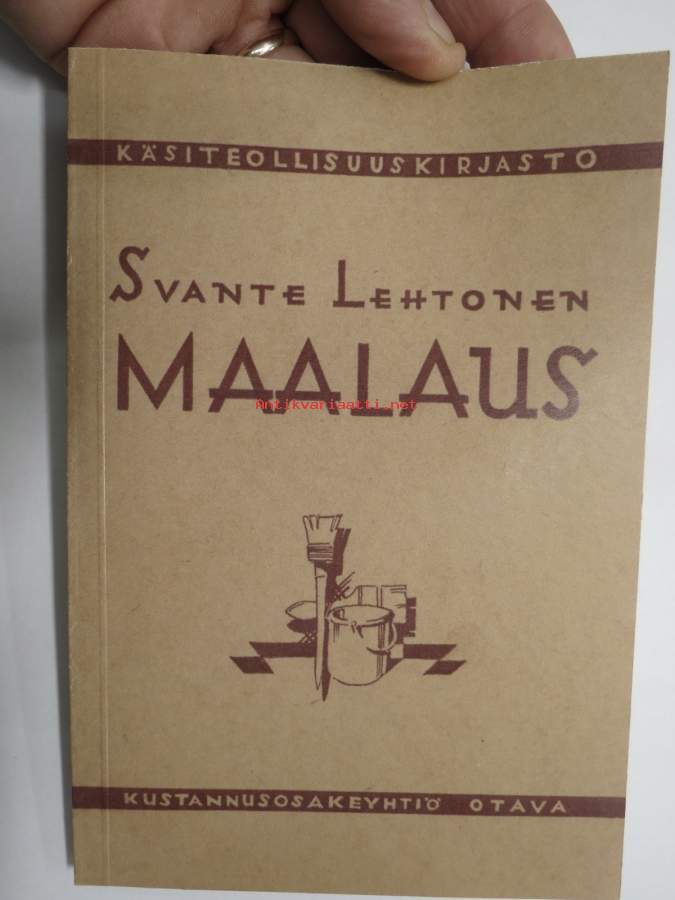 KÄSITEOLLISUUSKIRJASTO
SVANTE LEHTONEN
MAALAUS
Antikvariaatti.net
KUSTANNUSOSAKEYHTIÖ OTAVA